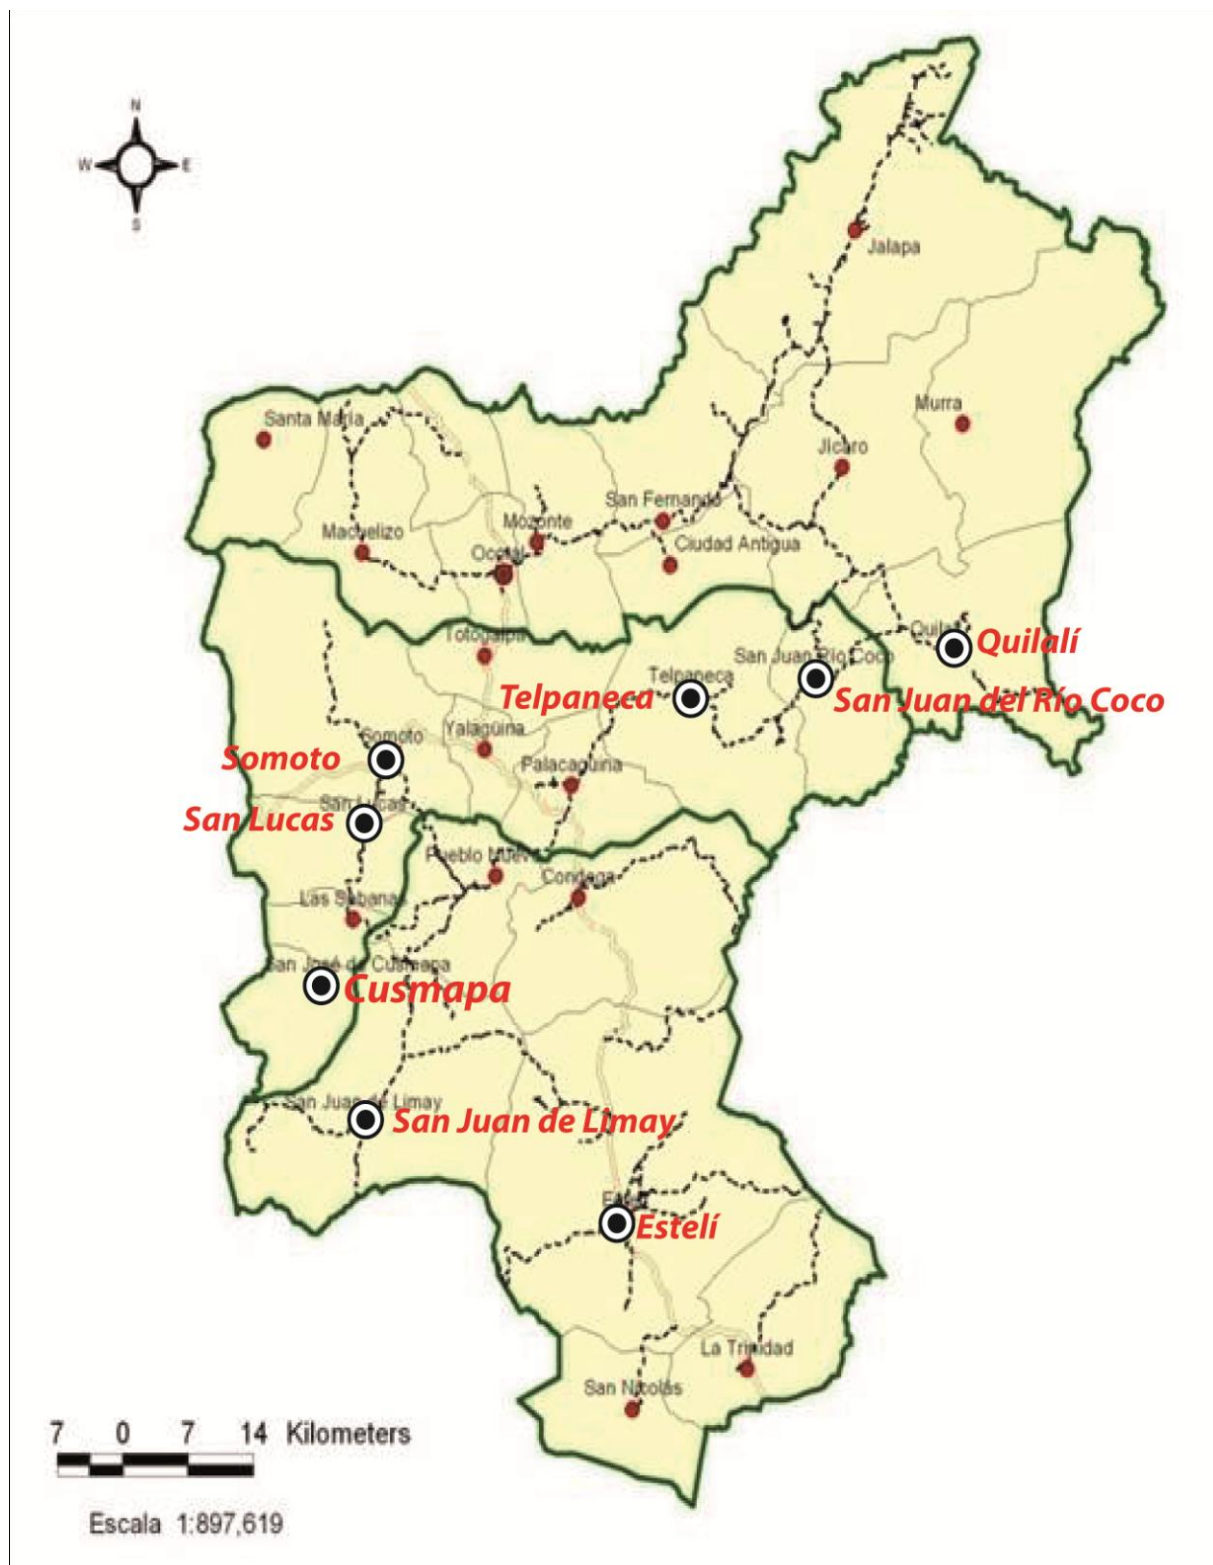 N
W E
S
Jalapa
Murra
Santa María
Jícaro
San Fernando
Mozonte
Macuelizo
Ciudad Antigua
Ocotal
Totogalpa
Quilalí
Quilalí
San Juan Río Coco
Telpaneca
Telpaneca
San Juan del Río Coco
Somoto
Yalagüina
Somoto
Palacagüina
San Lucas
San Lucas
Pueblo Nuevo
Condega
Las Sabanas
San José de Cusmapa
Cusmapa
San Juan de Limay
San Juan de Limay
Estelí
Estelí
La Trinidad
San Nicolás
7 0 7 14 Kilometers
Escala 1:897,619